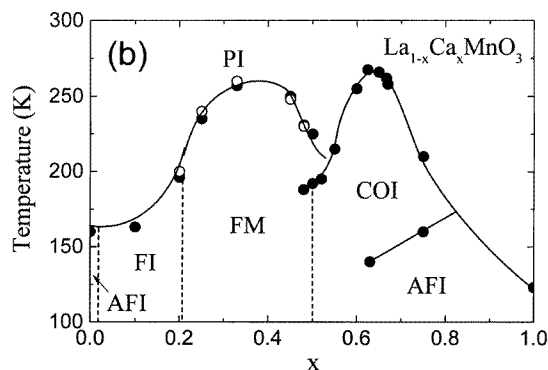 (b)
PI
La1-xCaxMnO3
300
250
200
150
100
Temperature (K)
FM
COI
FI
AFI
AFI
0.0 0.2 0.4 0.6 0.8 1.0
x